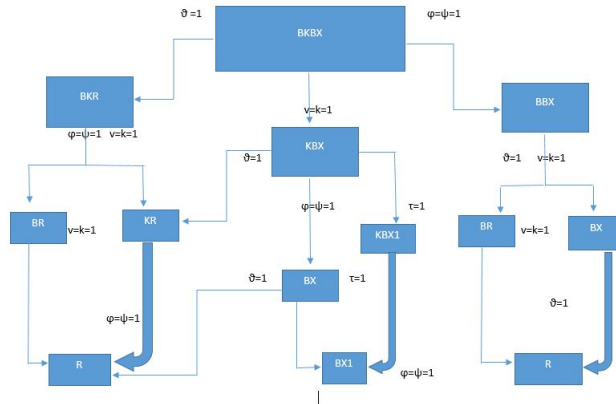 ϑ =1
BKBX
φ=ψ=1
BKR
BBX
ν=k=1
φ=ψ=1 ν=k=1
KBX
ϑ=1
ϑ=1 ν=k=1
φ=ψ=1
τ=1
BR
ν=k=1
KR
KBX1
BR
ν=k=1
BX
ϑ=1
BX
τ=1
ϑ=1
φ=ψ=1
R
BX1
φ=ψ=1
R